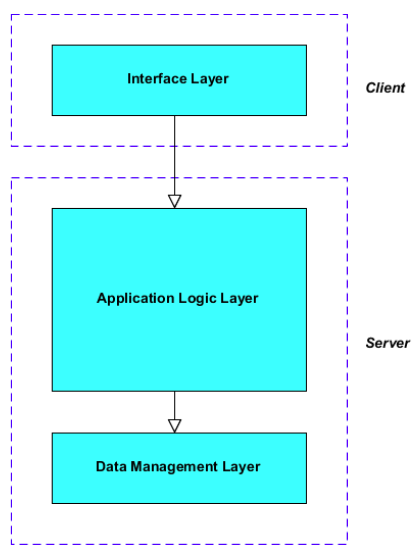 Interface Layer
Client
Application Logic Layer
Server
Data Management Layer